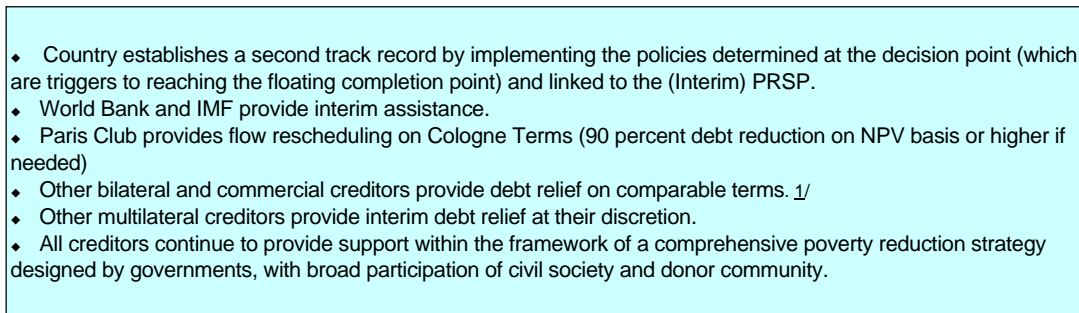 ◆ Country establishes a second track record by implementing the policies determined at the decision point (which
are triggers to reaching the floating completion point) and linked to the (Interim) PRSP.
◆ World Bank and IMF provide interim assistance.
◆ Paris Club provides flow rescheduling on Cologne Terms (90 percent debt reduction on NPV basis or higher if
needed)
◆ Other bilateral and commercial creditors provide debt relief on comparable terms. 1/
◆ Other multilateral creditors provide interim debt relief at their discretion.
◆ All creditors continue to provide support within the framework of a comprehensive poverty reduction strategy
designed by governments, with broad participation of civil society and donor community.